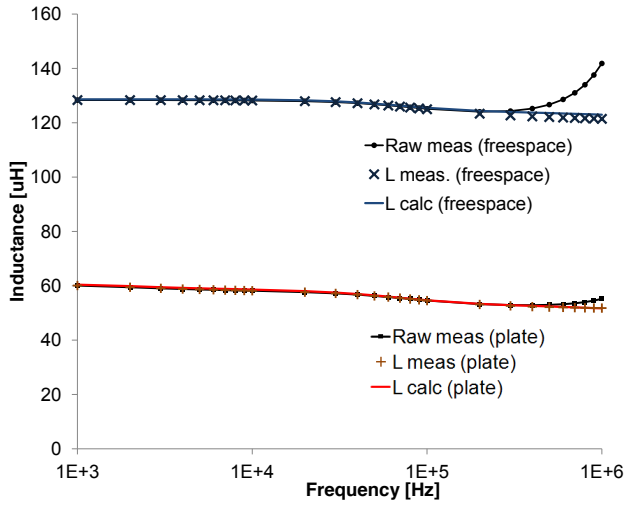 160
140
120
100
80
60
40
20
0
Inductance [uH]
Raw meas (freespace)
L meas. (freespace)
L calc (freespace)
Raw meas (plate)
L meas (plate)
L calc (plate)
1E+3 1E+4 1E+5 1E+6
Frequency [Hz]